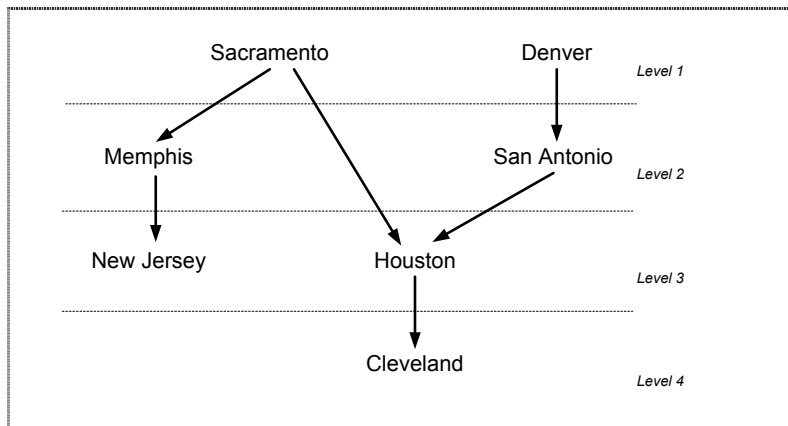 Sacramento
Denver
Level 1
Memphis
San Antonio
Level 2
New Jersey
Houston
Level 3
Cleveland
Level 4